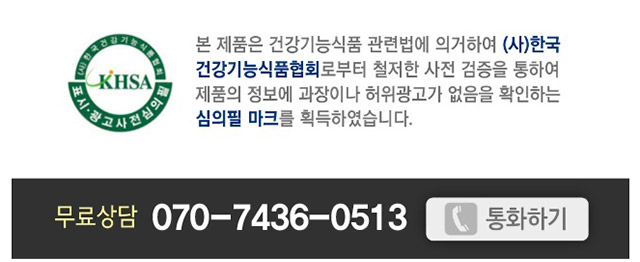 (사)한국건강기능식품협회
KHSA
표시·광고사전심의필
본 제품은 건강기능식품 관련법에 의거하여 (사)한국
건강기능식품협회로부터 철저한 사전 검증을 통하여
제품의 정보에 과장이나 허위광고가 없음을 확인하는
심의필 마크를 획득하였습니다.
무료상담 070-7436-0513 통화하기